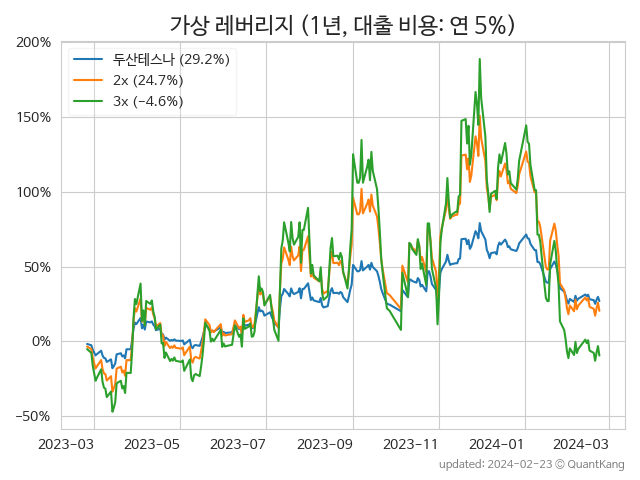 가상 레버리지 (1년, 대출 비용: 연 5%)
200%
150%
100%
50%
0%
−50%
두산테스나 (29.2%)
2x (24.7%)
3x (−4.6%)
2023-03 2023-05 2023-07 2023-09 2023-11 2024-01 2024-03
updated: 2024-02-23 © QuantKang